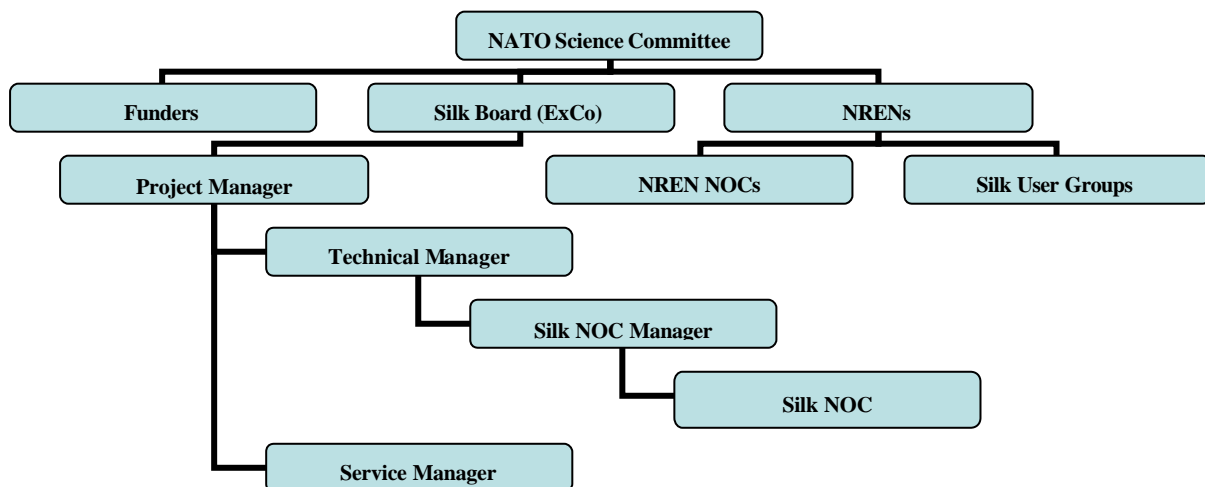 NATO Science Committee
Funders
Silk Board (ExCo)
NRENs
Project Manager
NREN NOCs
Silk User Groups
Technical Manager
Silk NOC Manager
Silk NOC
Service Manager